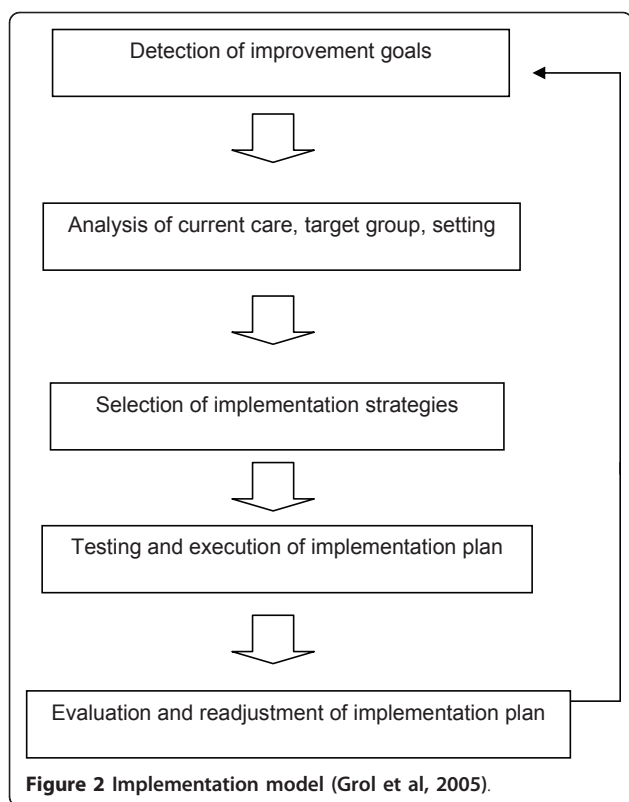 Detection of improvement goals
Analysis of current care, target group, setting
Selection of implementation strategies
Testing and execution of implementation plan
Evaluation and readjustment of implementation plan
Figure 2 Implementation model (Grol et al, 2005).